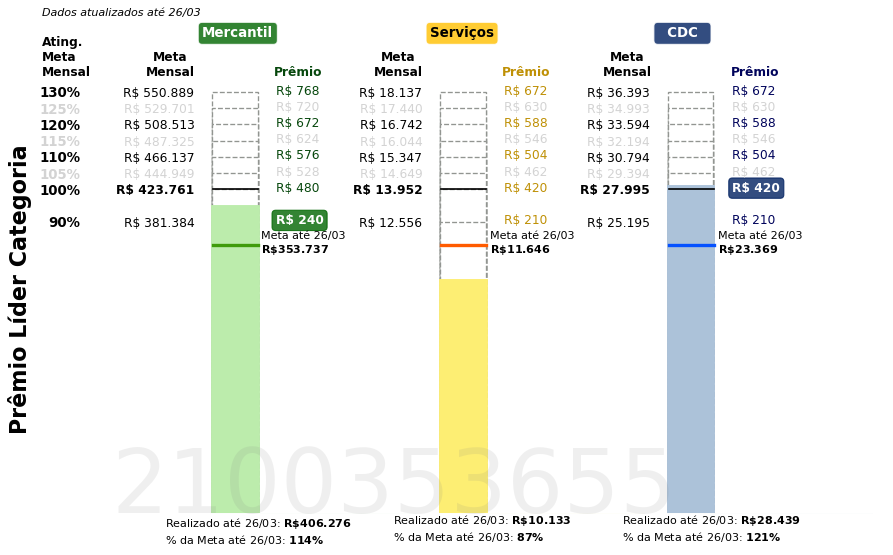 Dados atualizados até 26/03
Mercantil Serviços CDC
Ating. Meta Mensal
Meta Mensal Prêmio Meta Mensal Prêmio Meta Mensal Prêmio
130% R$ 550.889 R$ 768 R$ 18.137 R$ 672 R$ 36.393 R$ 672
125% R$ 529.701 R$ 720 R$ 17.440 R$ 630 R$ 34.993 R$ 630
120% R$ 508.513 R$ 672 R$ 16.742 R$ 588 R$ 33.594 R$ 588
115% R$ 487.325 R$ 624 R$ 16.044 R$ 546 R$ 32.194 R$ 546
110% R$ 466.137 R$ 576 R$ 15.347 R$ 504 R$ 30.794 R$ 504
105% R$ 444.949 R$ 528 R$ 14.649 R$ 462 R$ 29.394 R$ 462
100% R$ 423.761 R$ 480 R$ 13.952 R$ 420 R$ 27.995 R$ 420
90% R$ 381.384 R$ 240 R$ 12.556 R$ 210 R$ 25.195 R$ 210
Meta até 26/03 Meta até 26/03 Meta até 26/03
R$353.737 R$11.646 R$23.369
Prêmio Líder Categoria
2100353655
Realizado até 26/03: R$406.276 Realizado até 26/03: R$10.133 Realizado até 26/03: R$28.439
% da Meta até 26/03: 114% % da Meta até 26/03: 87% % da Meta até 26/03: 121%